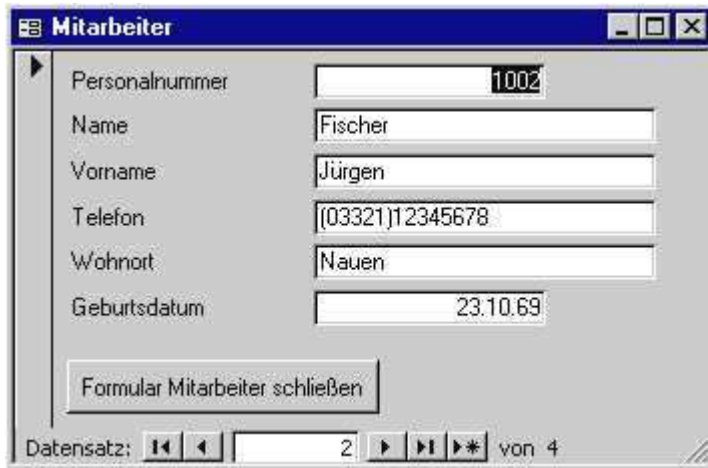 Mitarbeiter
Personalnummer 1002
Name Fischer
Vorname Jürgen
Telefon (03321)12345678
Wohnort Nauen
Geburtsdatum 23.10.69
Formular Mitarbeiter schließen
Datensatz: 2 von 4